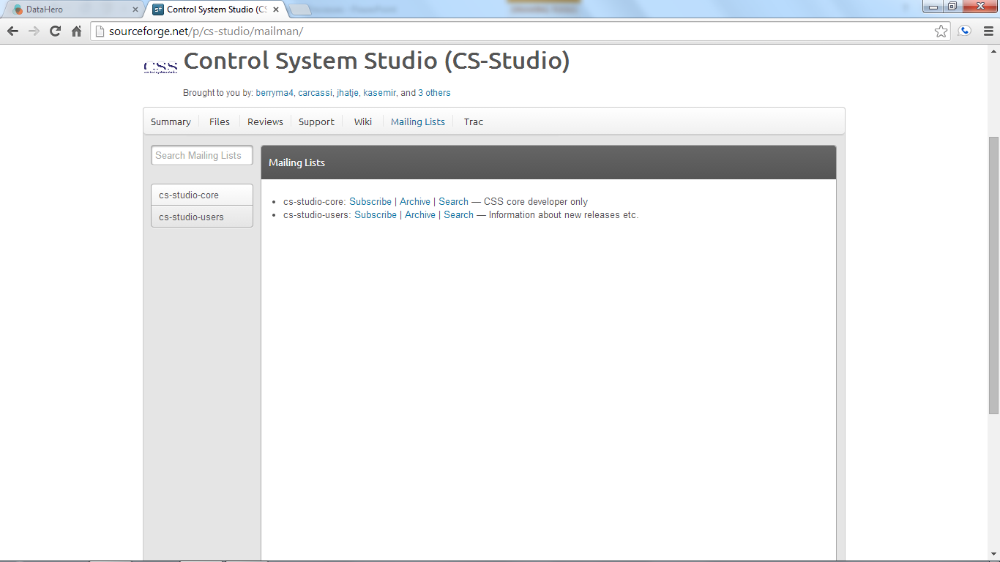 DataHero
Control System Studio (CS
sourceforge.net/p/cs-studio/mailman/
CSS
Control System Studio (CS-Studio)
Brought to you by: berryma4, carcassi, jhatje, kasemir, and 3 others
Summary Files Reviews Support Wiki Mailing Lists Trac
Search Mailing Lists
Mailing Lists
cs-studio-core
cs-studio-users
• cs-studio-core: Subscribe | Archive | Search — CSS core developer only
• cs-studio-users: Subscribe | Archive | Search — Information about new releases etc.